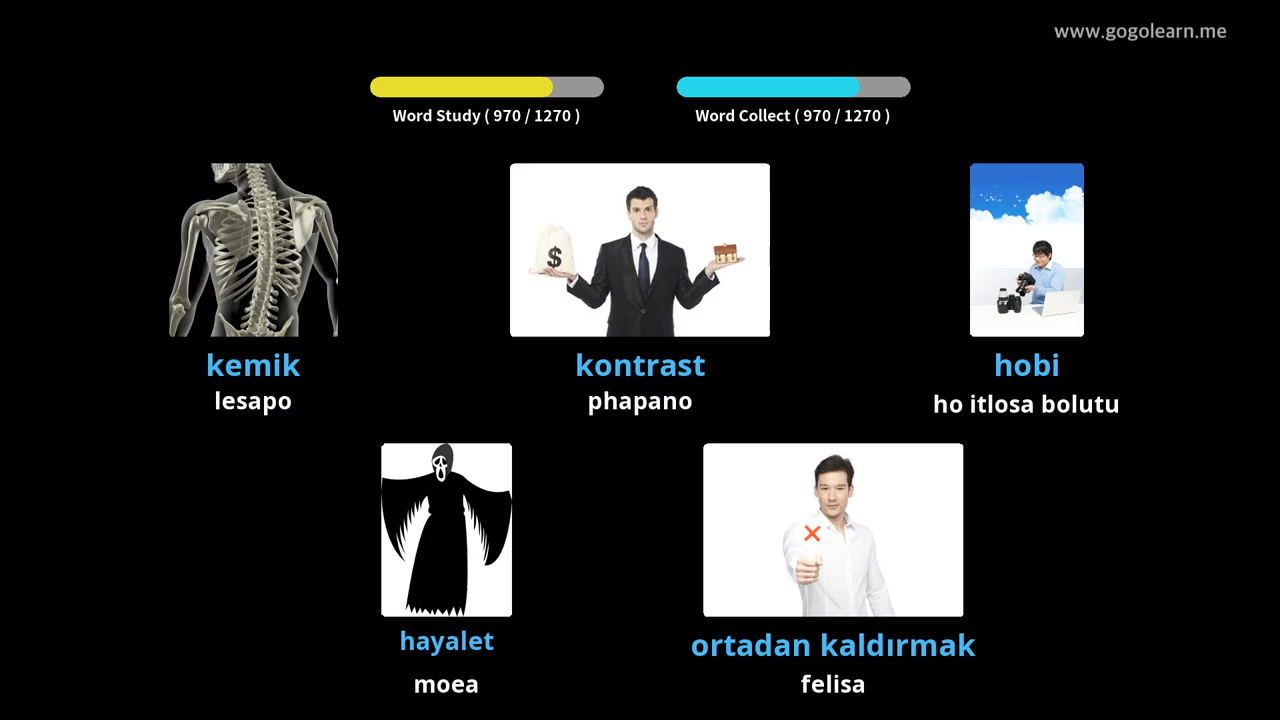 www.gogolearn.me
Word Study ( 970 / 1270 )
Word Collect ( 970 / 1270 )
$
kemik
lesapo
kontrast
phapano
hobi
ho itlosa bolutu
hayalet
moea
ortadan kaldırmak
felisa